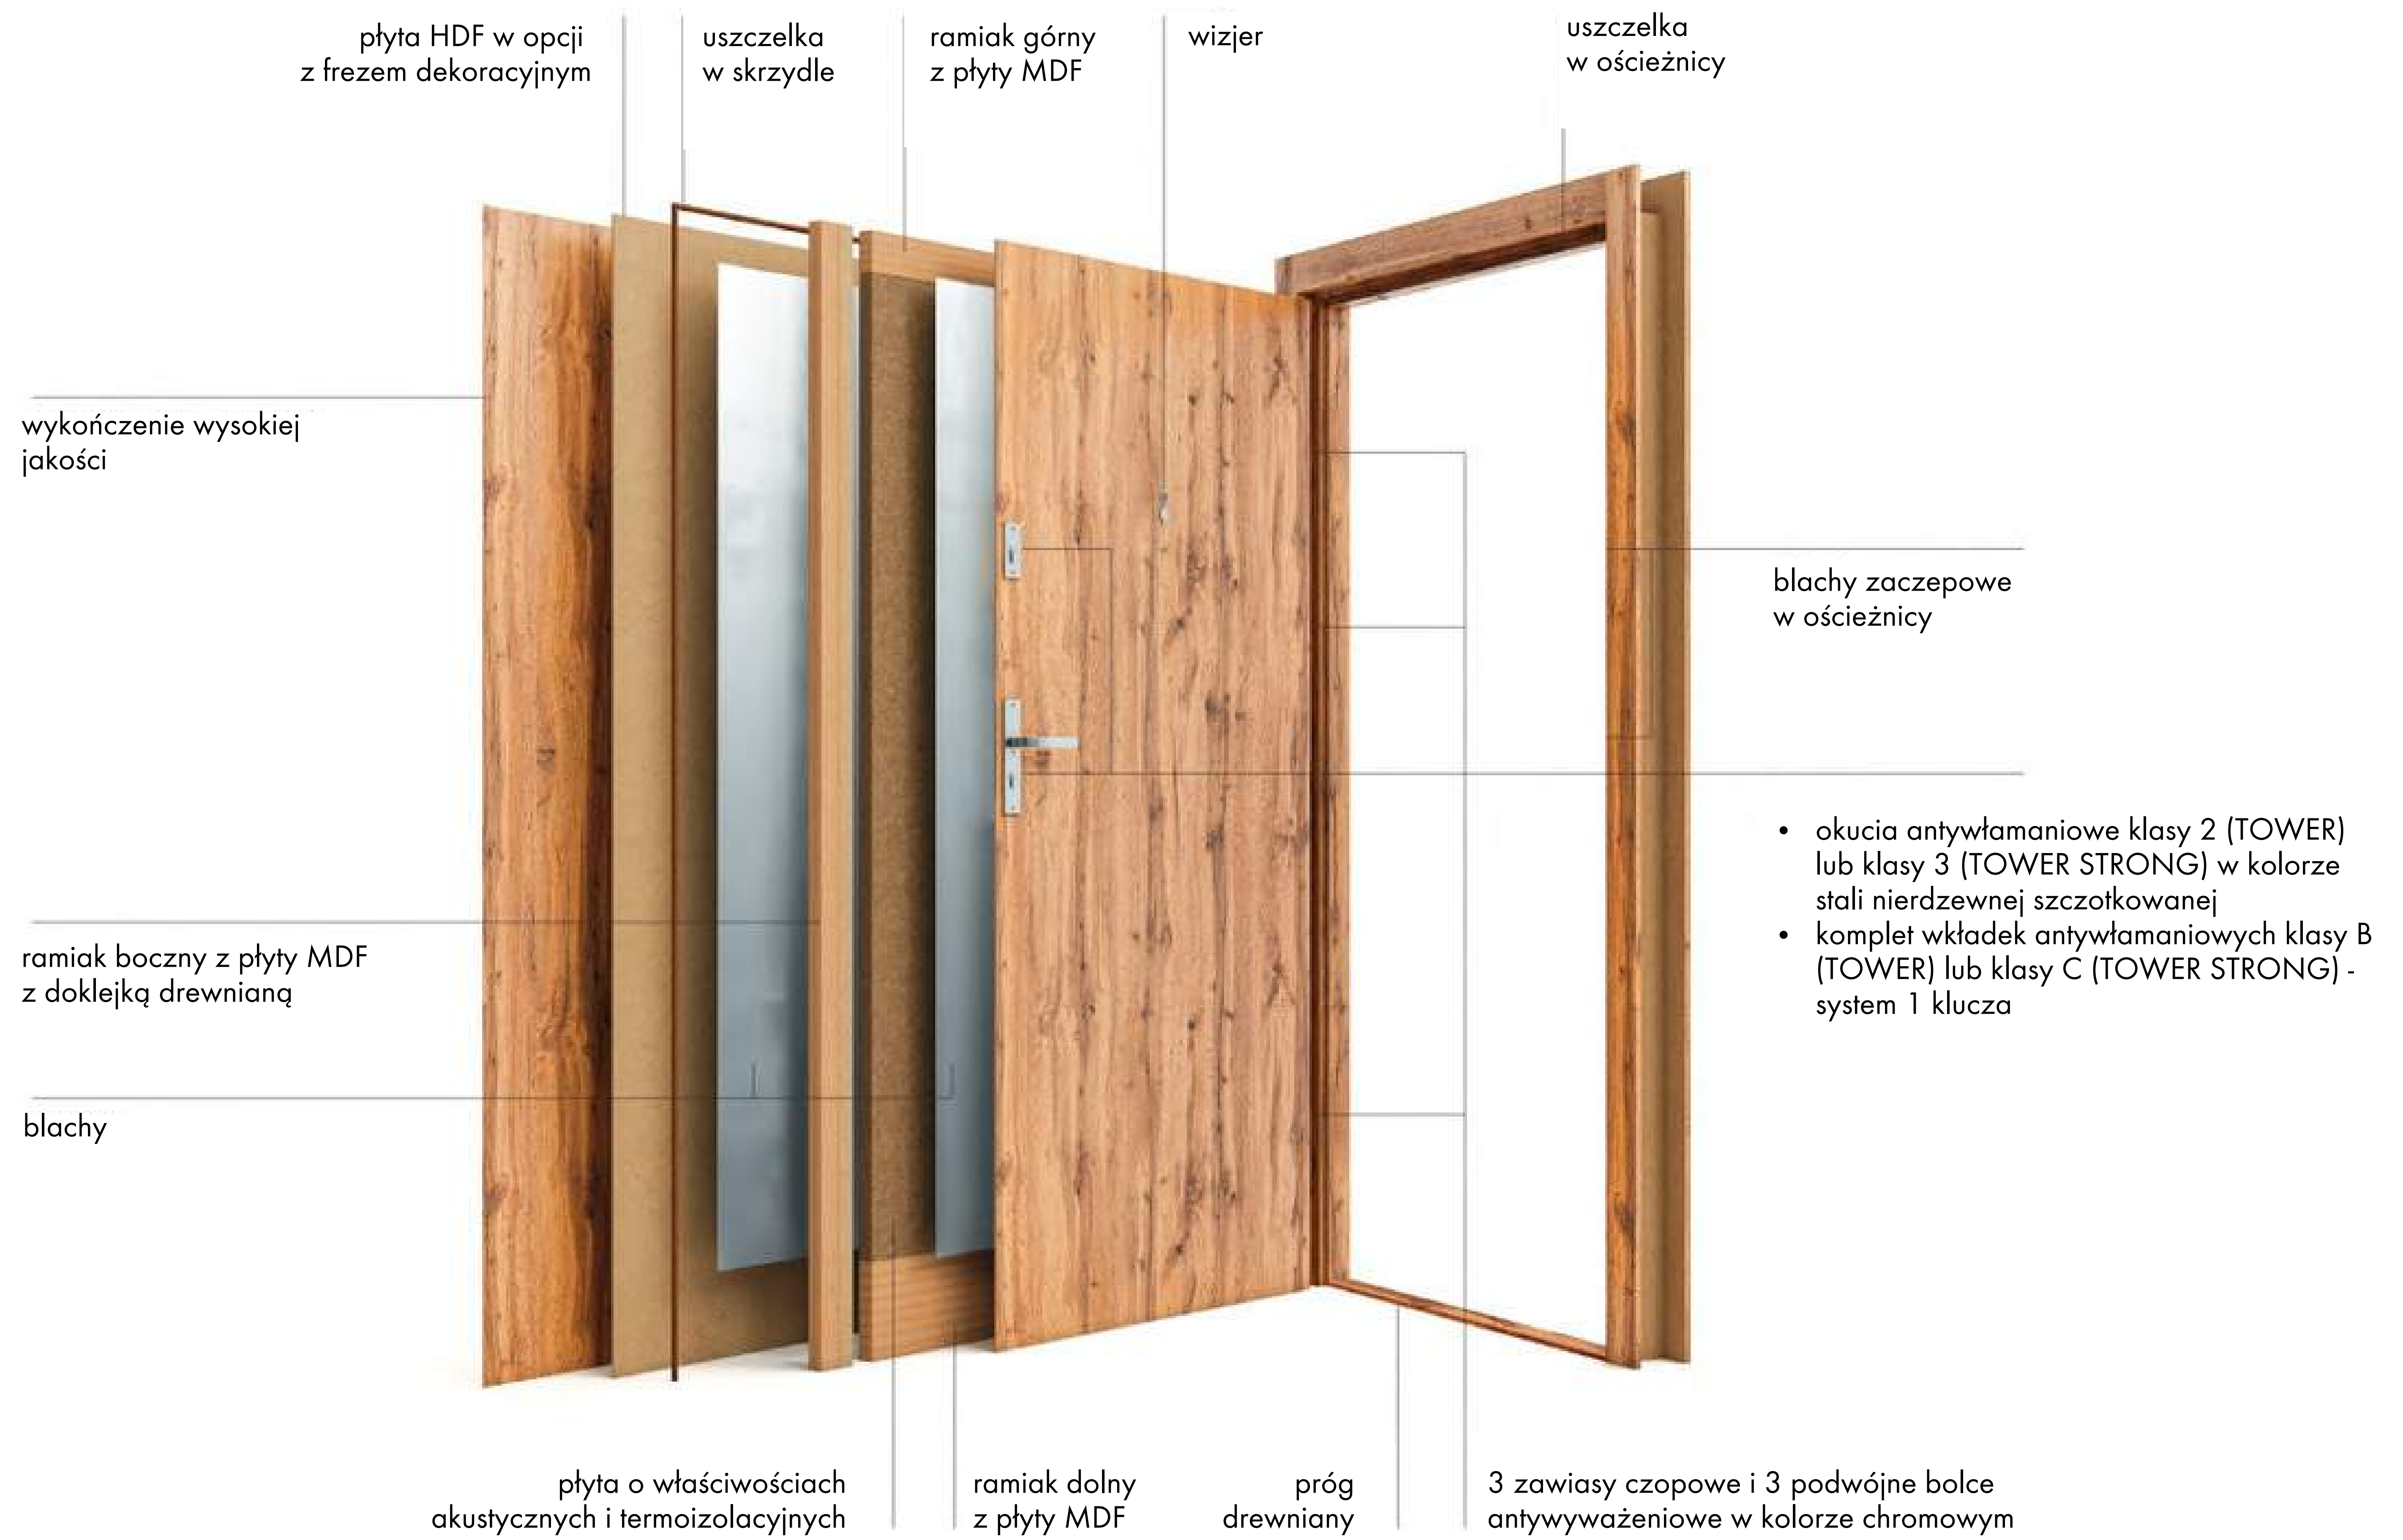 płyta HDF w opcji
z frezem dekoracyjnym
uszczelka
w skrzydle
ramiak górny
z płyty MDF
wizjer
uszczelka
w ościeżnicy
wykończenie wysokiej
jakości
blachy zaczepowe
w ościeżnicy
• okucia antywłamaniowe klasy 2 (TOWER)
lub klasy 3 (TOWER STRONG) w kolorze
stali nierdzewnej szczotkowanej
• komplet wkładek antywłamaniowych klasy B
(TOWER) lub klasy C (TOWER STRONG) -
system 1 klucza
ramiak boczny z płyty MDF
z doklejką drewnianą
blachy
płyta o właściwościach
akustycznych i termoizolacyjnych
ramiak dolny
z płyty MDF
próg
drewniany
3 zawiasy czopowe i 3 podwójne bolce
antywyważeniowe w kolorze chromowym